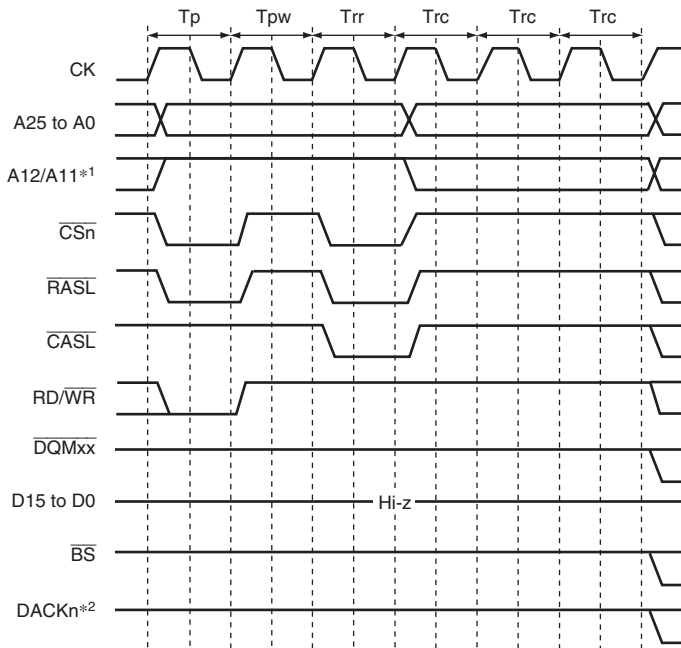 Tp Tpw Trr Trc Trc Trc
CK
A25 to A0
A12/A11*1
CSn
RASL
CASL
RD/WR
DQMxx
D15 to D0 Hi-z
BS
DACKn*2